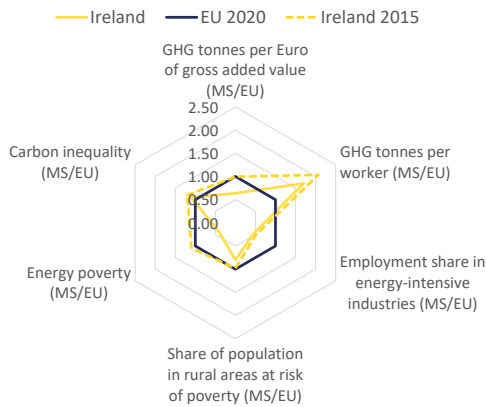 Ireland EU 2020 Ireland 2015
GHG tonnes per Euro
of gross added value
(MS/EU)
2.50
2.00
1.50
1.00
0.50
0.00
GHG tonnes per
worker (MS/EU)
Employment share in
energy-intensive
industries (MS/EU)
Share of population
in rural areas at risk
of poverty (MS/EU)
Energy poverty
(MS/EU)
Carbon inequality
(MS/EU)